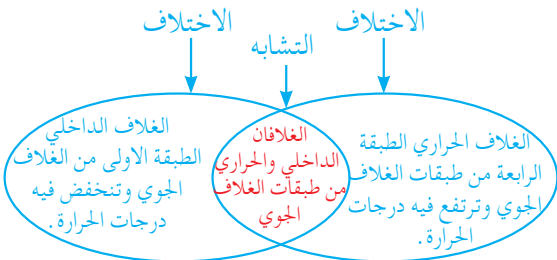 الاختلاف
التشابه
الاختلاف
الغلاف الحراري الطبقة
الرابعة من طبقات الغلاف
الجوي وترتفع فيه درجات
الحرارة.
الغلافان
الداخلي والحراري
من طبقات الغلاف
الجوي
الغلاف الداخلي
الطبقة الاولى من الغلاف
الجوي وتنخفض فيه
درجات الحرارة.